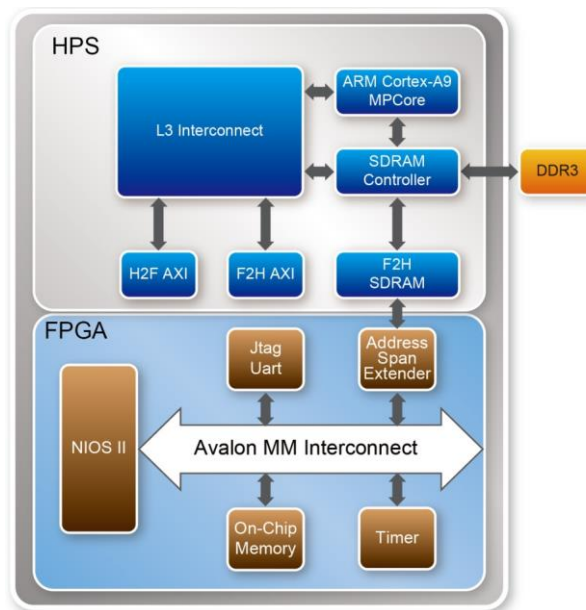 HPS
ARM Cortex-A9
MPCore
L3 Interconnect
SDRAM
Controller
DDR3
H2F AXI
F2H AXI
F2H
SDRAM
FPGA
Jtag
Uart
Address
Span
Extender
NIOS II
Avalon MM Interconnect
On-Chip
Memory
Timer